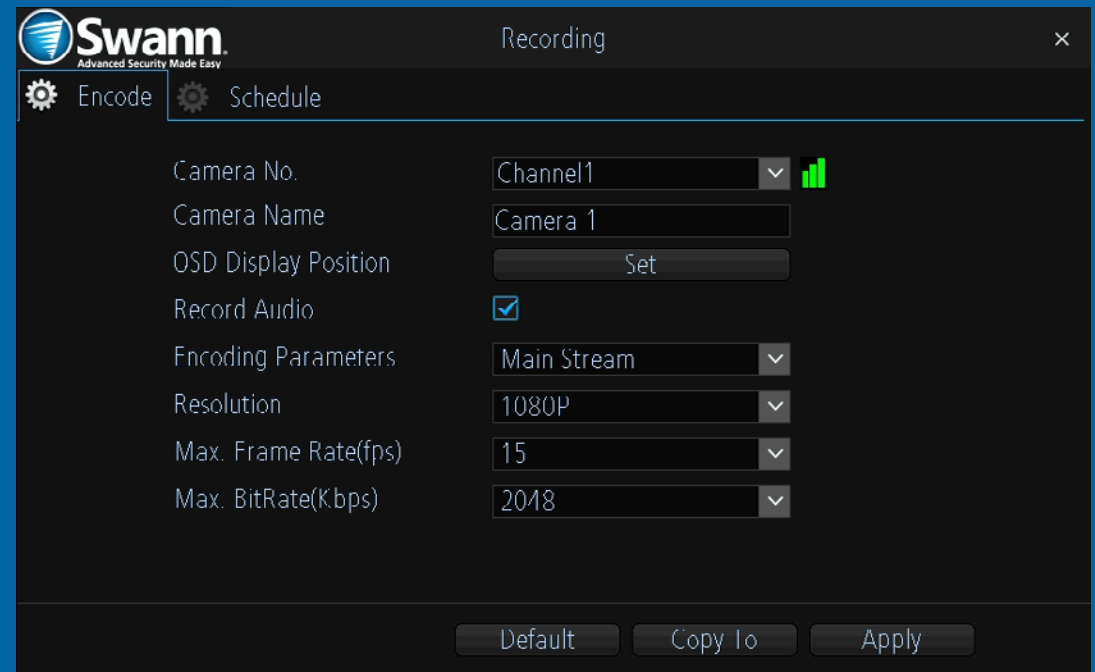 Swann.
Advanced Security Made Easy
Recording
Encode Schedule
Camera No. Channel1
Camera Name Camera 1
OSD Display Position Set
Record Audio
Encoding Parameters Main Stream
Resolution 1080P
Max. Frame Rate(fps) 15
Max. BitRate(Kbps) 2048
Default Copy To Apply